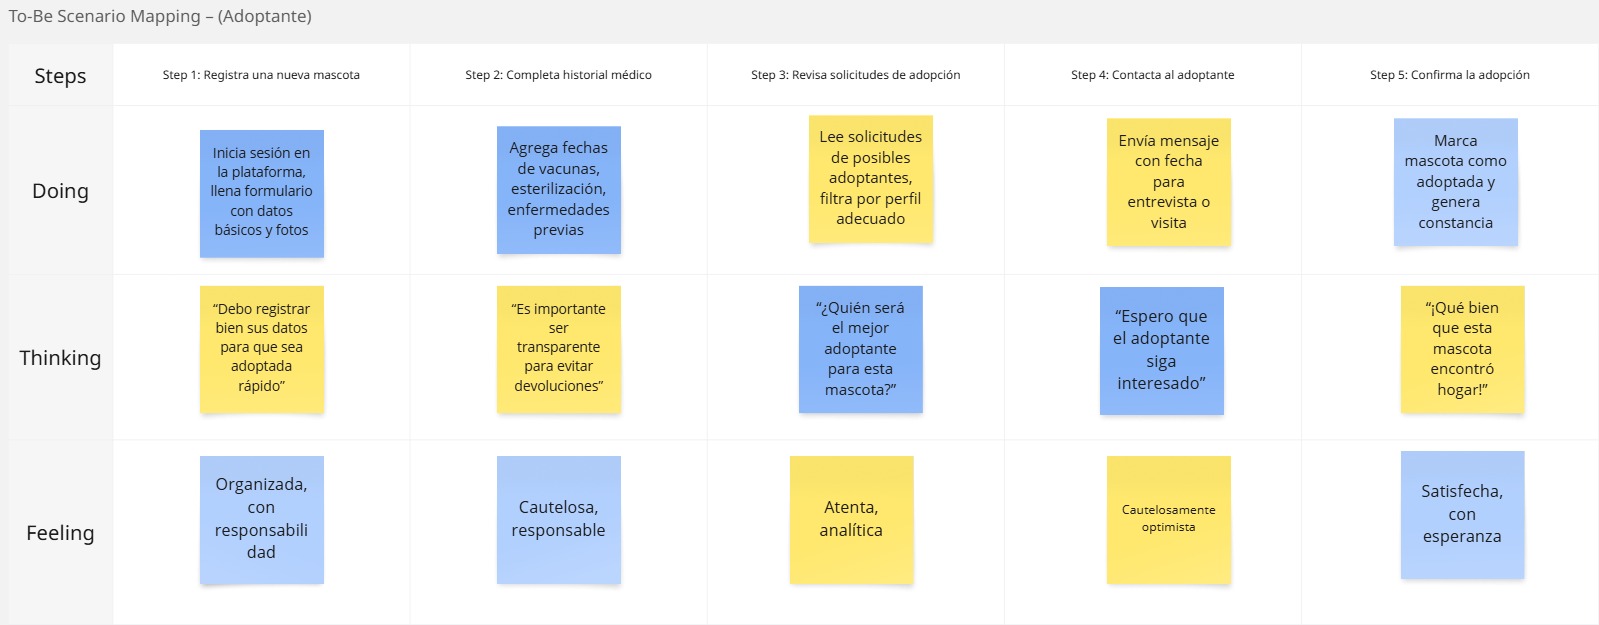 To-Be Scenario Mapping – (Adoptante)
Steps
Step 1: Registra una nueva mascota
Step 2: Completa historial médico
Step 3: Revisa solicitudes de adopción
Step 4: Contacta al adoptante
Step 5: Confirma la adopción
Doing
Inicia sesión en
la plataforma,
llena formulario
con datos
básicos y fotos
Agrega fechas
de vacunas,
esterilización,
enfermedades
previas
Lee solicitudes
de posibles
adoptantes,
filtra por perfil
adecuado
Envía mensaje
con fecha
para
entrevista o
visita
Marca
mascota como
adoptada y
genera
constancia
Thinking
“Debo registrar
bien sus datos
para que sea
adoptada
rápido”
“Es importante
ser
transparente
para evitar
devoluciones”
“¿Quién será
el mejor
adoptante
para esta
mascota?”
“Espero que
el adoptante
siga
interesado”
“¡Qué bien
que esta
mascota
encontró
hogar!”
Feeling
Organizada,
con
responsabili
dad
Cautelosa,
responsable
Atenta,
analítica
Cautelosamente
optimista
Satisfecha,
con
esperanza